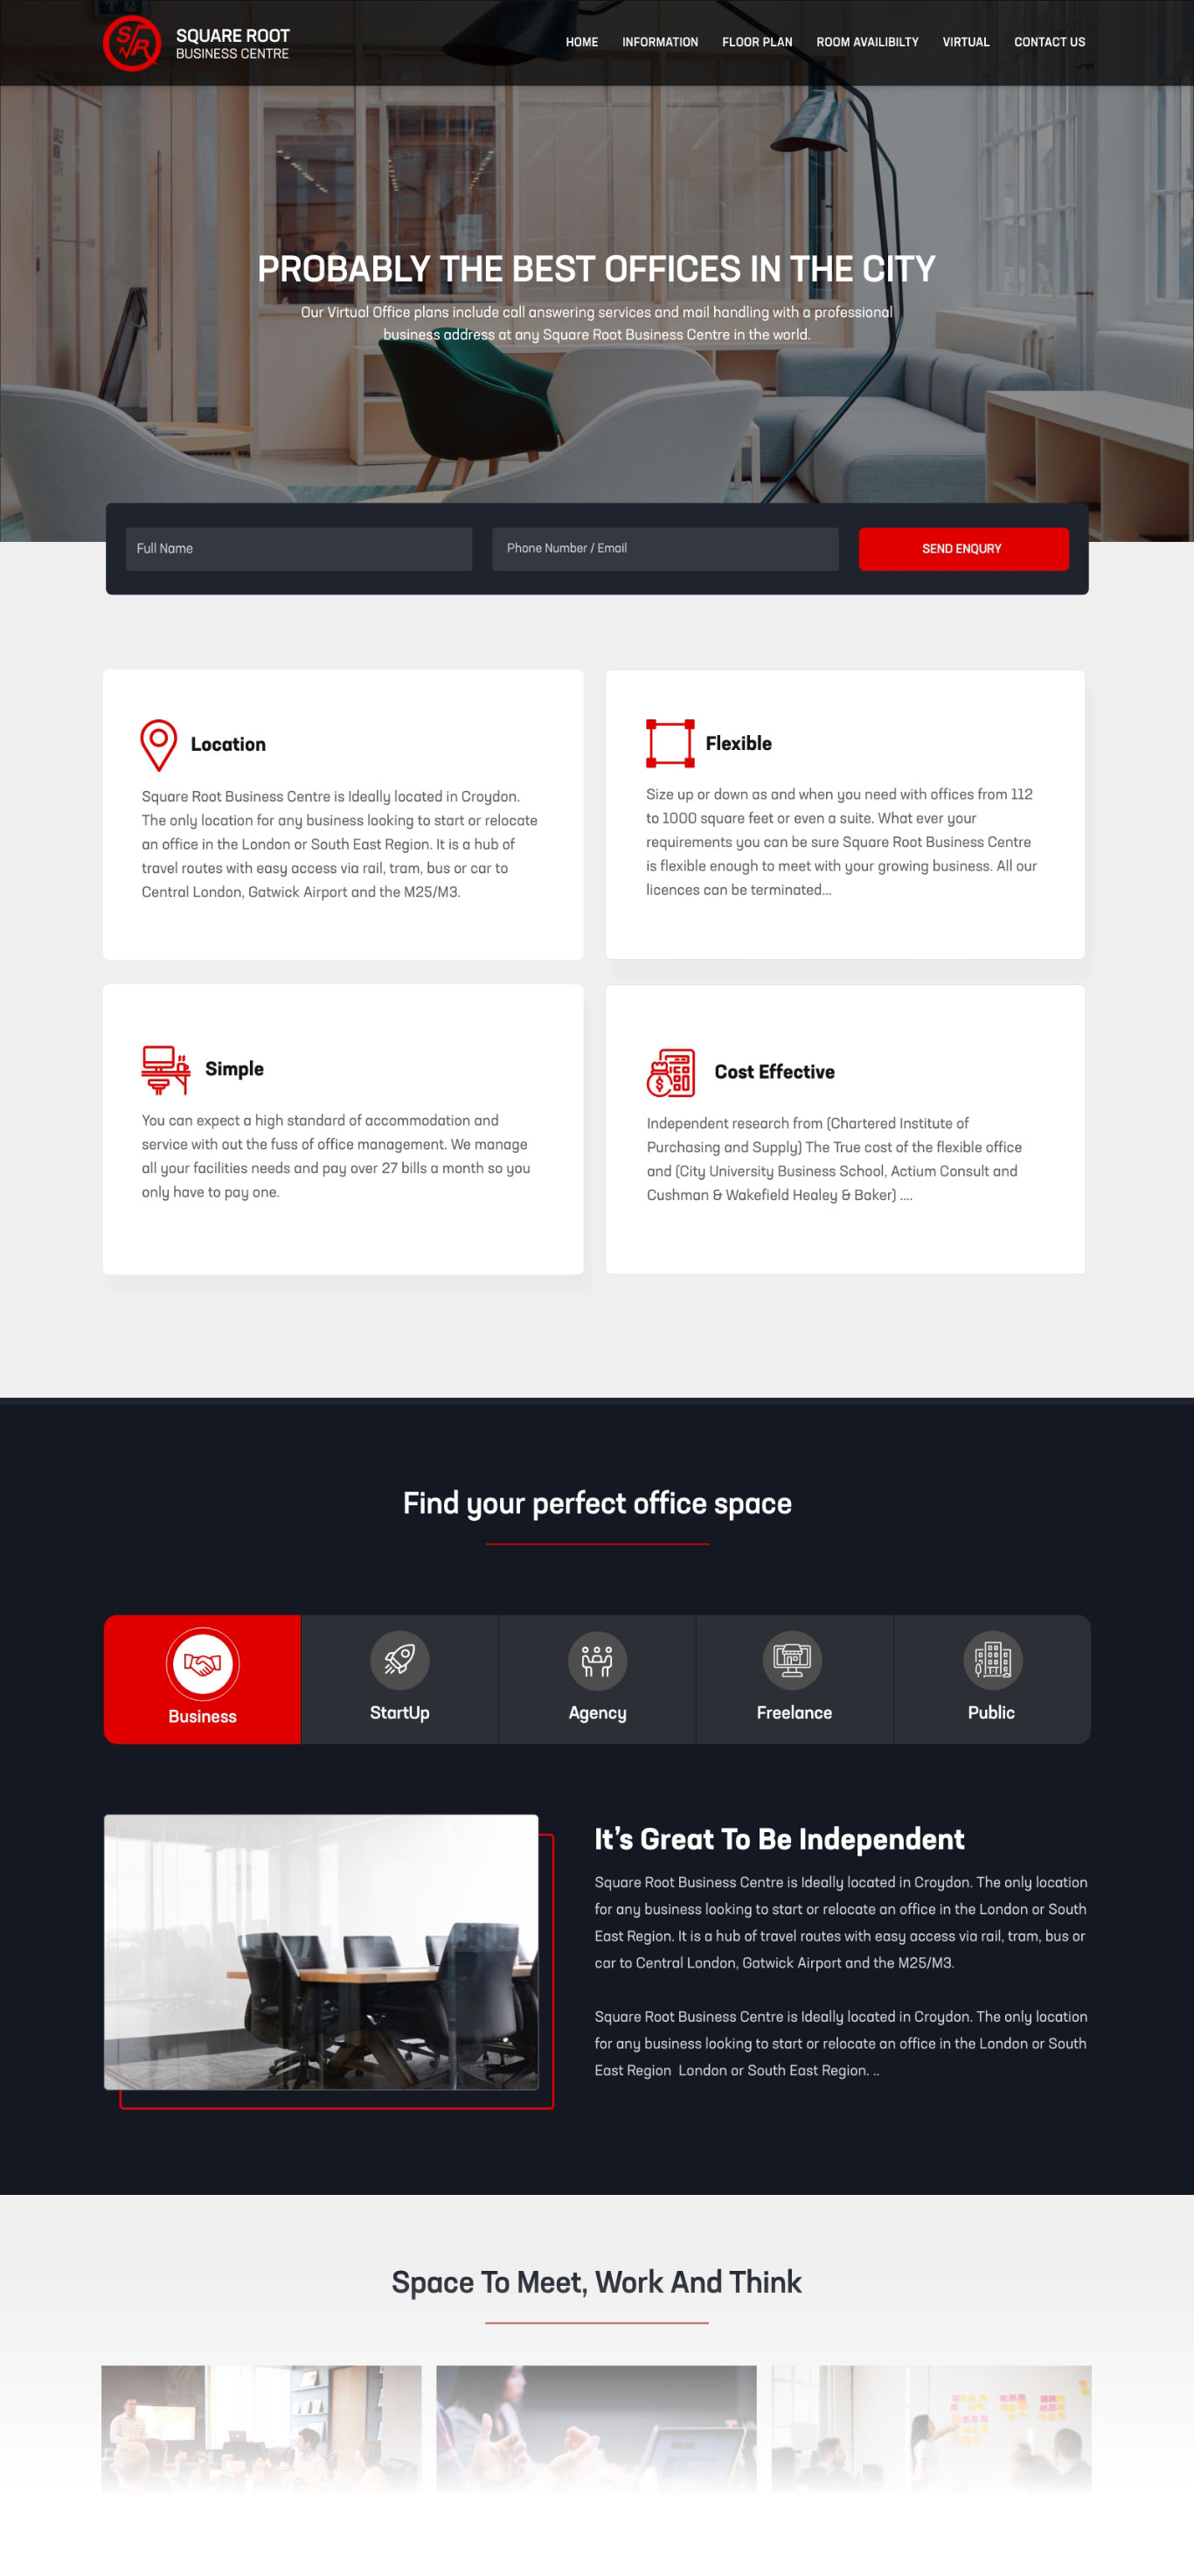 SQUARE ROOT
BUSINESS CENTRE
HOME INFORMATION FLOOR PLAN ROOM AVAILIBILTY VIRTUAL CONTACT US
PROBABLY THE BEST OFFICES IN THE CITY
Our Virtual Office plans include call answering services and mail handling with a professional
business address at any Square Root Business Centre in the world.
Full Name
Phone Number / Email
SEND ENQURY
Location
Square Root Business Centre is Ideally located in Croydon.
The only location for any business looking to start or relocate
an office in the London or South East Region. It is a hub of
travel routes with easy access via rail, tram, bus or car to
Central London, Gatwick Airport and the M25/M3.
Flexible
Size up or down as and when you need with offices from 112
to 1000 square feet or even a suite. What ever your
requirements you can be sure Square Root Business Centre
is flexible enough to meet with your growing business. All our
licences can be terminated...
Simple
You can expect a high standard of accommodation and
service with out the fuss of office management. We manage
all your facilities needs and pay over 27 bills a month so you
only have to pay one.
Cost Effective
Independent research from (Chartered Institute of
Purchasing and Supply) The True cost of the flexible office
and (City University Business School, Actium Consult and
Cushman & Wakefield Healey & Baker) ....
Find your perfect office space
Business
StartUp
Agency
Freelance
Public
It's Great To Be Independent
Square Root Business Centre is Ideally located in Croydon. The only location
for any business looking to start or relocate an office in the London or South
East Region. It is a hub of travel routes with easy access via rail, tram, bus or
car to Central London, Gatwick Airport and the M25/M3.
Square Root Business Centre is Ideally located in Croydon. The only location
for any business looking to start or relocate an office in the London or South
East Region  London or South East Region. ..
Space To Meet, Work And Think